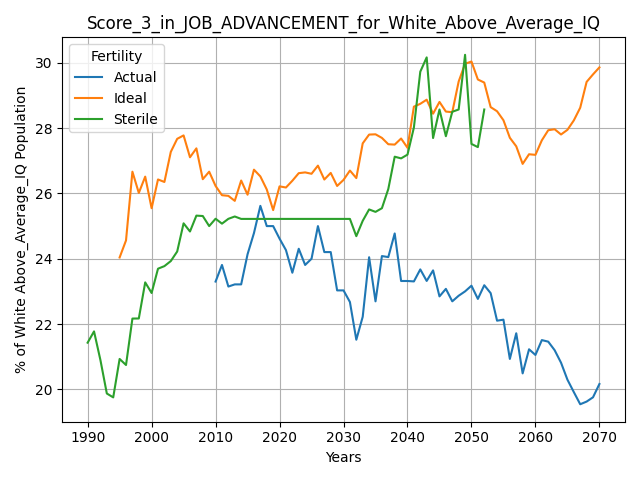 Score_3_in_JOB_ADVANCEMENT_for_White_Above_Average_IQ
Fertility
Actual
Ideal
Sterile
% of White Above_Average_IQ Population
30
28
26
24
22
20
1990 2000 2010 2020 2030 2040 2050 2060 2070
Years